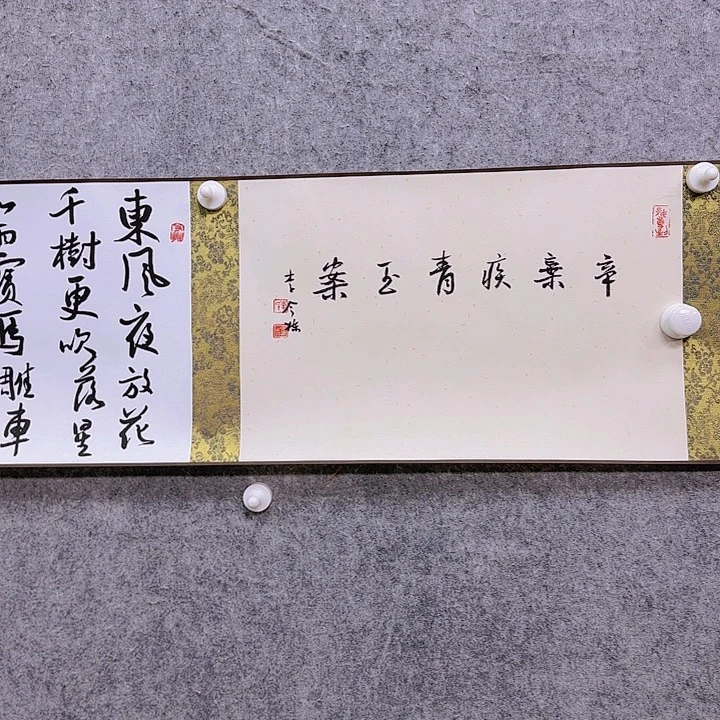 辛棄疾青玉案
東風夜放花
千樹更吹落星
雨寶馬雕車